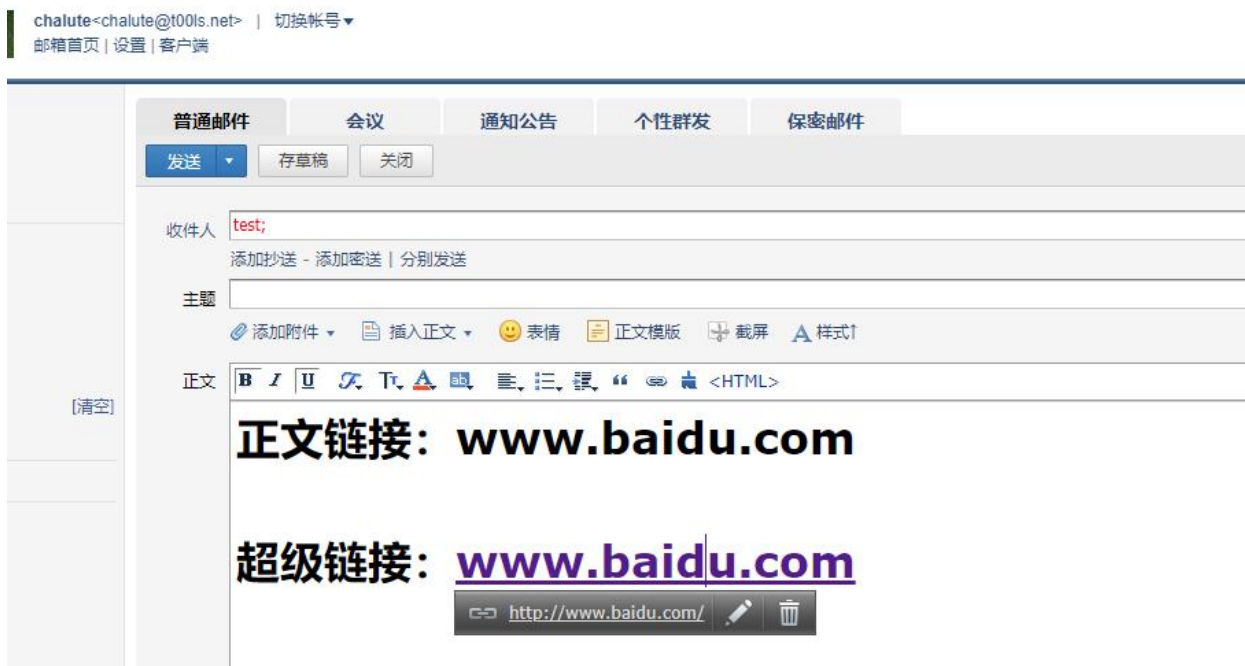 chalute<chalute@t00ls.net> | 切换帐号▼
邮箱首页 | 设置 | 客户端
普通邮件 会议 通知公告 个性群发 保密邮件
发送 存草稿 关闭
收件人 test;
添加抄送 - 添加密送 | 分别发送
主题
添加附件 插入正文 表情 正文模版 截屏 样式↑
正文 B I U F Tt A ab “ <HTML>
[清空]
正文链接：www.baidu.com
超级链接：www.baidu.com
http://www.baidu.com/